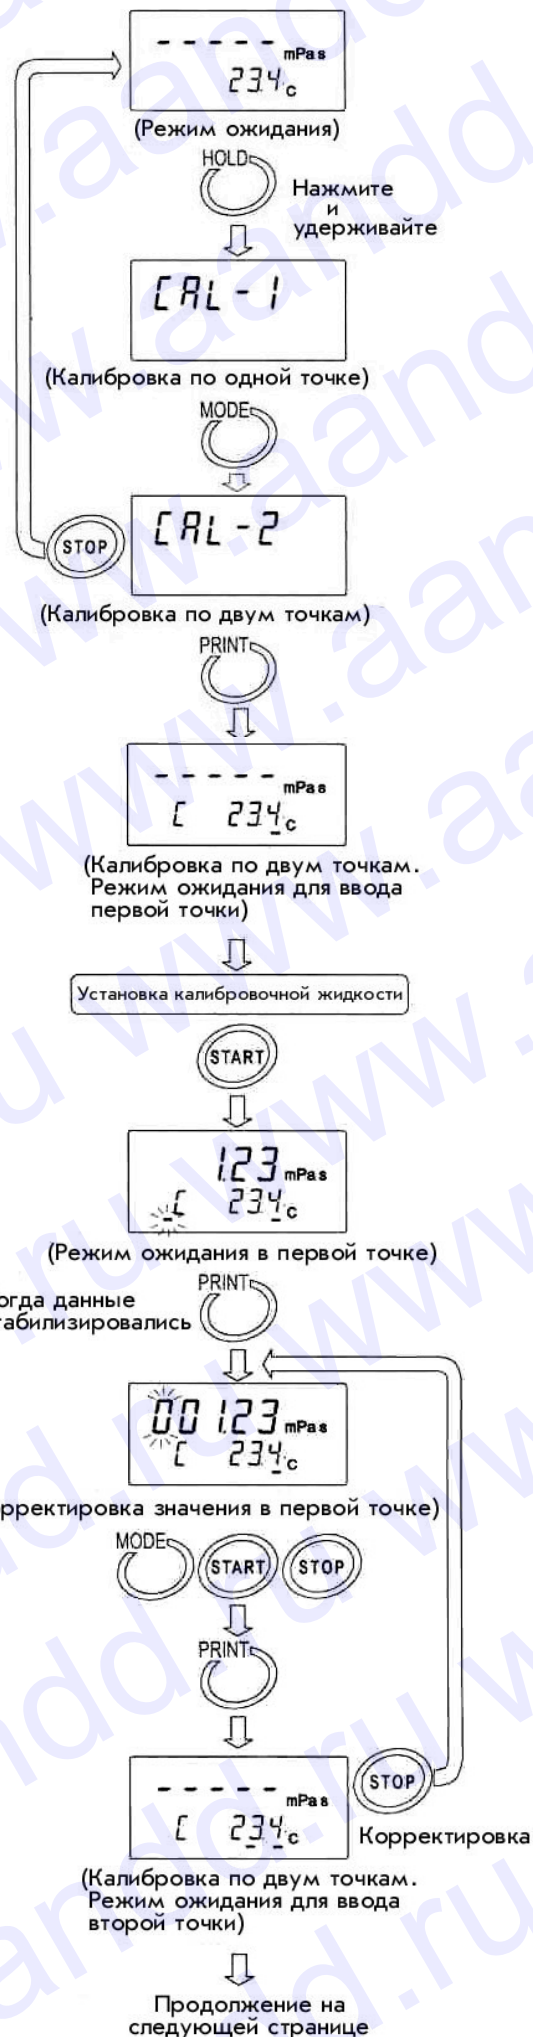 - - - - - mPas
23.4 c
(Режим ожидания)
HOLD
Нажмите
и
удерживайте
CAL-1
(Калибровка по одной точке)
MODE
CAL-2
STOP
(Калибровка по двум точкам)
PRINT
- - - - - mPas
C 23.4 c
(Калибровка по двум точкам.
Режим ожидания для ввода
первой точки)
Установка калибровочной жидкости
START
1.23 mPas
C 23.4 c
(Режим ожидания в первой точке)
PRINT
огда данные
табилизировались
001.23 mPas
C 23.4 c
рректировка значения в первой точке)
MODE START STOP
PRINT
- - - - - mPas
C 23.4 c
STOP
Корректировка
(Калибровка по двум точкам.
Режим ожидания для ввода
второй точки)
Продолжение на
следующей странице
www.aandd.ru